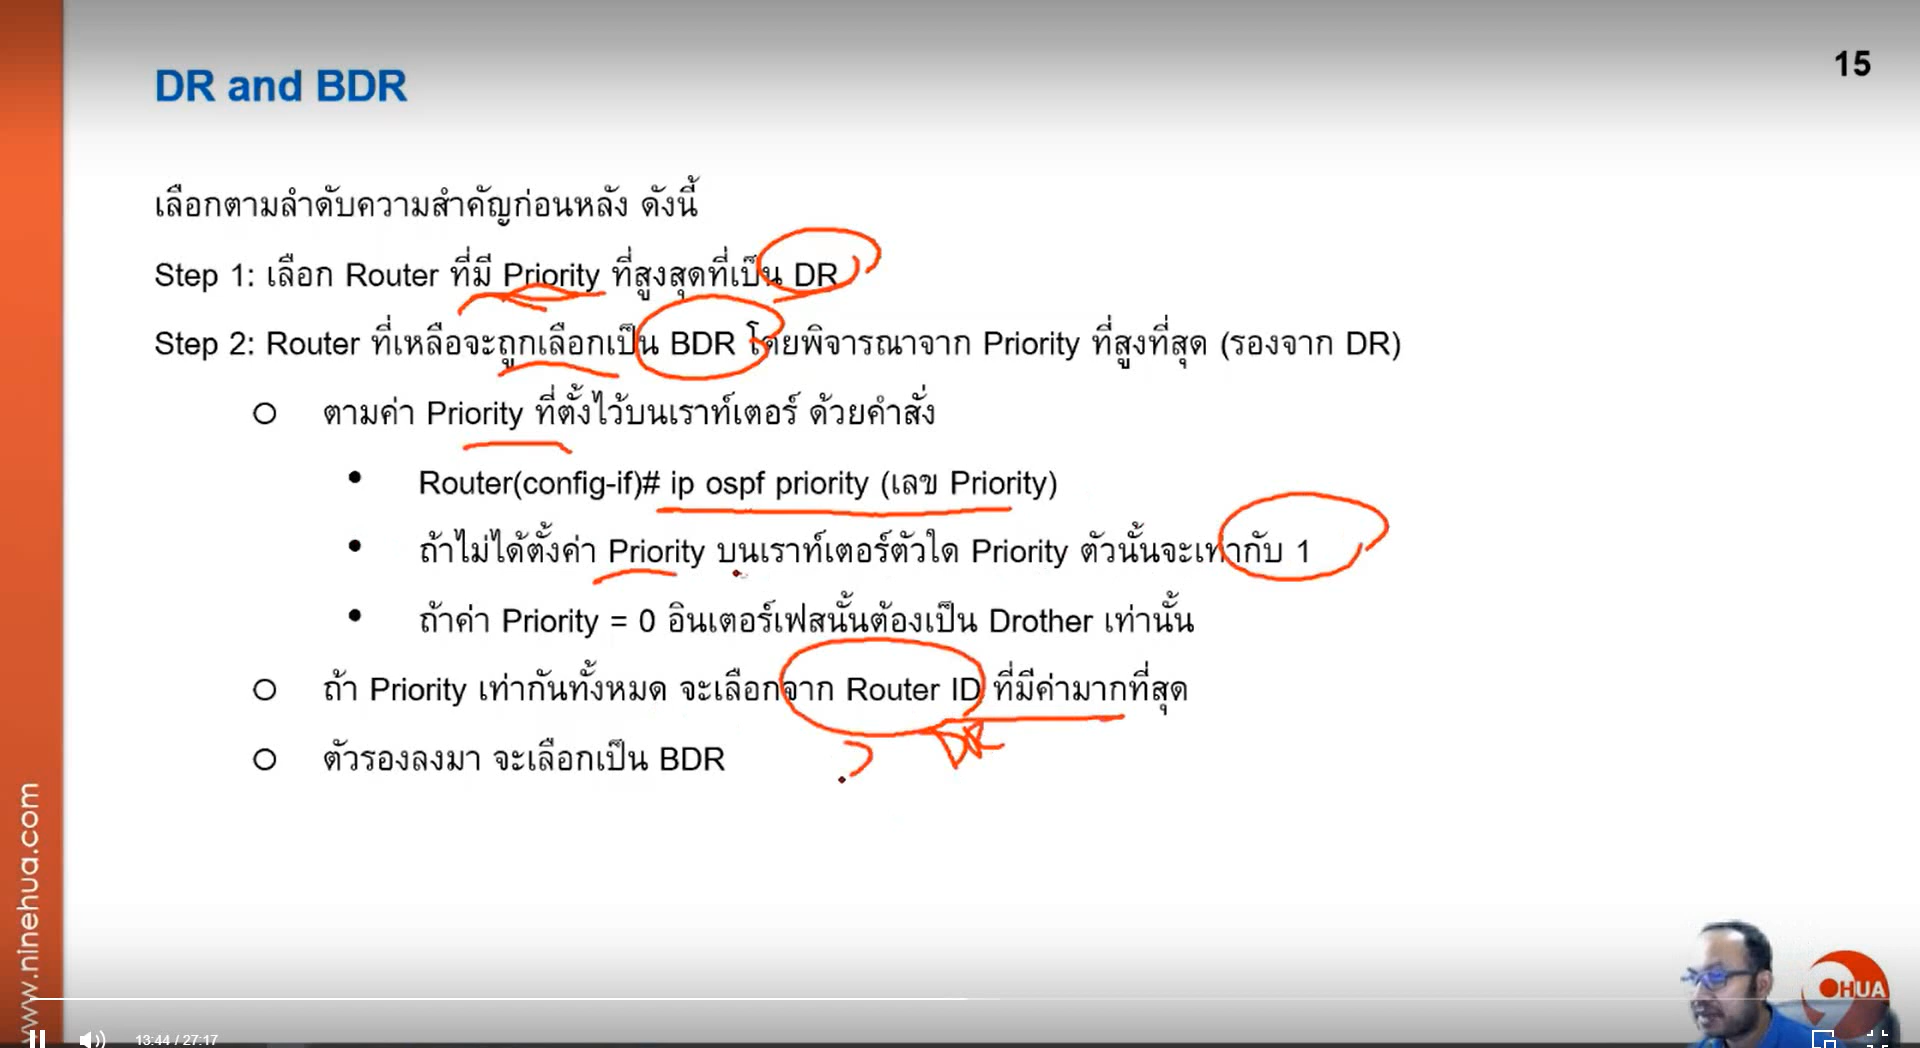 15
DR and BDR
เลือกตามลำดับความสำคัญก่อนหลัง ดังนี้
Step 1: เลือก Router ที่มี Priority ที่สูงสุดที่เป็น DR
Step 2: Router ที่เหลือจะถูกเลือกเป็น BDR โดยพิจารณาจาก Priority ที่สูงที่สุด (รองจาก DR)
ตามค่า Priority ที่ตั้งไว้บนเราท์เตอร์ ด้วยคำสั่ง
Router(config-if)# ip ospf priority (เลข Priority)
ถ้าไม่ได้ตั้งค่า Priority บนเราท์เตอร์ตัวใด Priority ตัวนั้นจะเท่ากับ 1
ถ้าค่า Priority = 0 อินเตอร์เฟสนั้นต้องเป็น Drother เท่านั้น
ถ้า Priority เท่ากันทั้งหมด จะเลือกจาก Router ID ที่มีค่ามากที่สุด
DR
ตัวรองลงมา จะเลือกเป็น BDR
www.ninehua.com
HUA
13:44 / 27:17